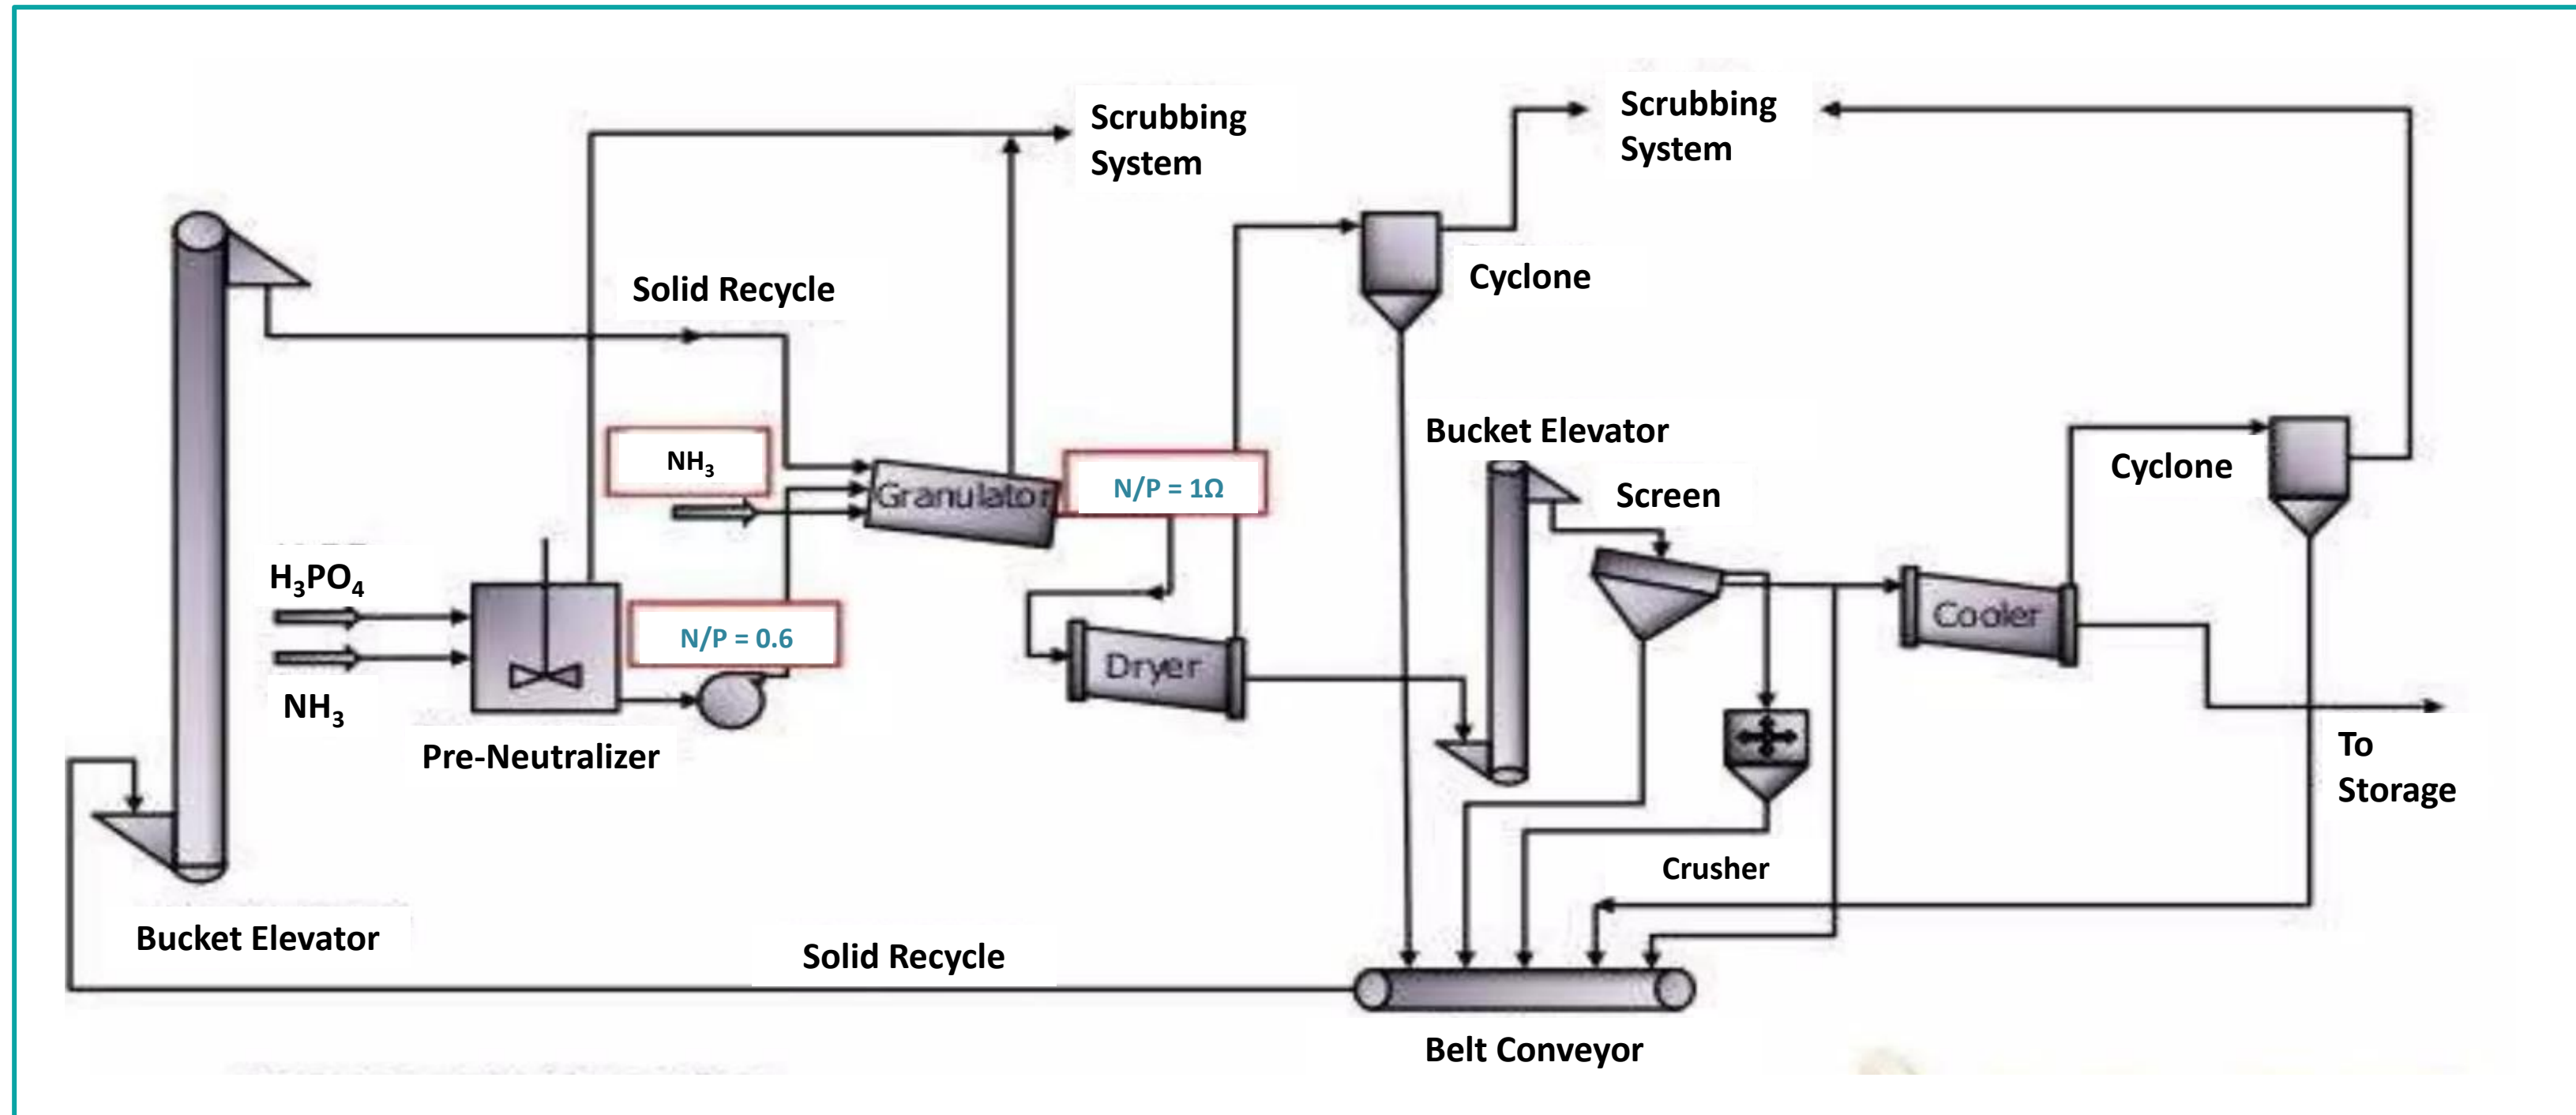 Scrubbing
System
Scrubbing
System
Solid Recycle
Cyclone
Bucket Elevator
NH₃
Granulator
N/P = 1Ω
Screen
Cyclone
H₃PO₄
N/P = 0.6
Dryer
Cooler
NH₃
Pre-Neutralizer
To
Storage
Crusher
Bucket Elevator
Solid Recycle
Belt Conveyor